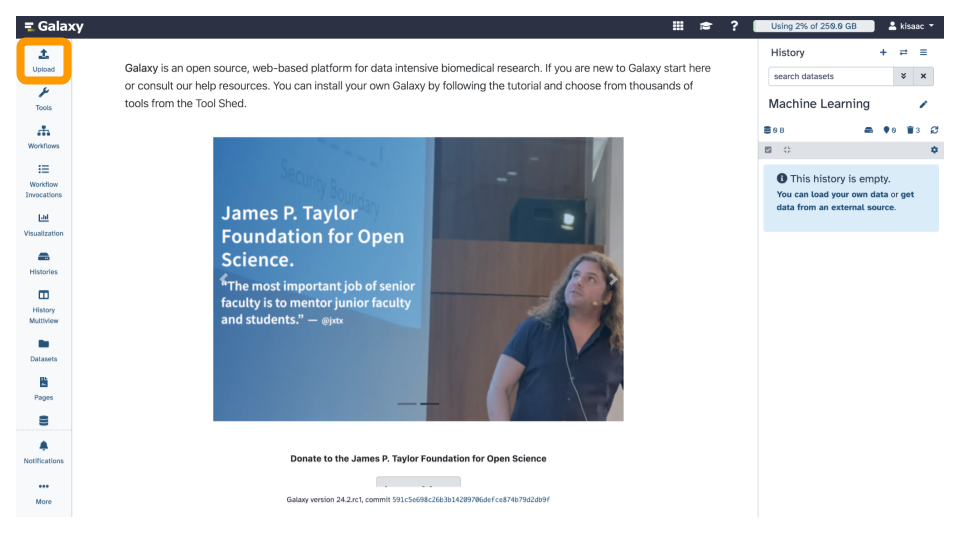 Galaxy
?
Using 2% of 250.0 GB
kisaac
Upload
Tools
Workflows
Workflow
Invocations
Visualization
Histories
History
Multiview
Datasets
Pages
Notifications
More
Galaxy is an open source, web-based platform for data intensive biomedical research. If you are new to Galaxy start here
or consult our help resources. You can install your own Galaxy by following the tutorial and choose from thousands of
tools from the Tool Shed.
Security Boundary
James P. Taylor
Foundation for Open
Science.
"The most important job of senior
faculty is to mentor junior faculty
and students." — @jxtx
Donate to the James P. Taylor Foundation for Open Science
Galaxy version 24.2.rc1, commit 591c5e698c26b3b14209706defce874b79d2db9f
History
search datasets
Machine Learning
0 B
0
3
This history is empty.
You can load your own data or get
data from an external source.